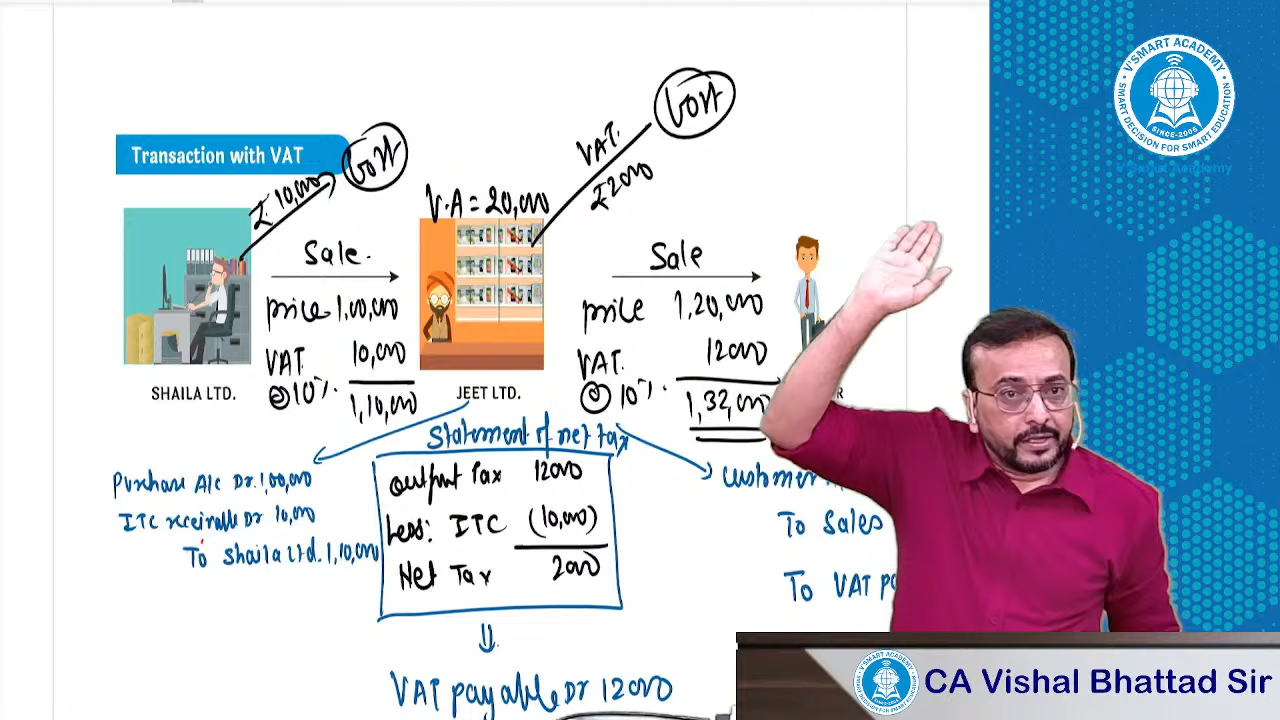 V'SMART ACADEMY
SMART DECISION FOR SMART EDUCATION
SINCE-2005
V'Smart Academy
Transaction with VAT
Govt
Govt
₹ 10,000
VAT.
₹ 2000
V.A = 20,000
Sale.
price 1,00,000
VAT 10,000
@ 10%.
1,10,000
Sale
price 1,20,000
VAT. 12000
@ 10%.
1,32,000
SHAILA LTD.
JEET LTD.
Statement of net tax
Output Tax 12000
Less: ITC (10,000)
Net Tax 2000
Purchase A/c Dr. 1,00,000
ITC receivable Dr 10,000
To Shaila Ltd. 1,10,000
Customer
To Sales
To VAT
VAT payable Dr 12000
CA Vishal Bhattad Sir